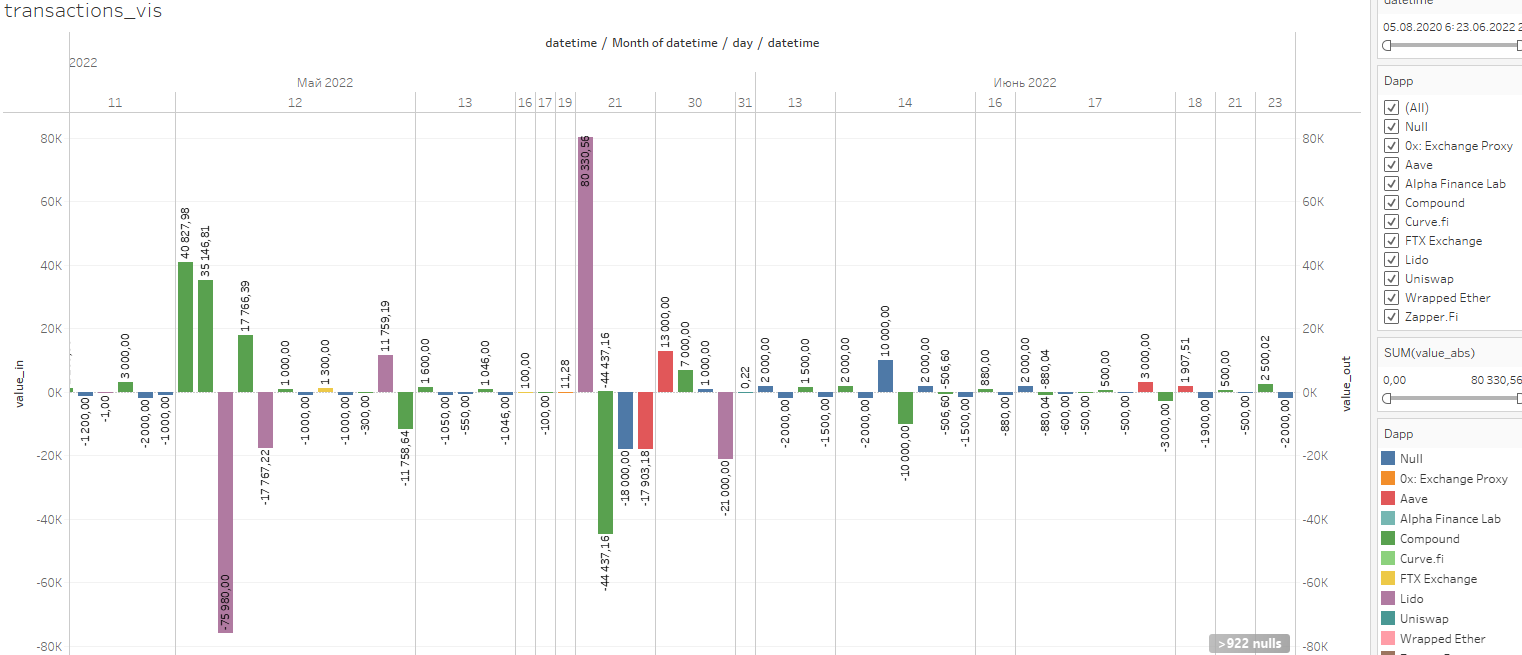 transactions_vis
datetime / Month of datetime / day / datetime
2022
Май 2022
Июнь 2022
11 12 13 16 17 19 21 30 31 13 14 16 17 18 21 23
80K
60K
40K
20K
0K
-20K
-40K
-60K
-80K
value_in
-1 200,00
-1,00
3 000,00
-2 000,00
-1 000,00
40 827,98
35 146,81
-75 980,00
17 766,39
-17 767,22
1 000,00
-1 000,00
1 300,00
-1 000,00
-300,00
11 759,19
-11 758,64
1 600,00
-1 050,00
-550,00
1 046,00
-1 046,00
100,00
-100,00
11,28
80 330,56
-44 437,16
-44 437,16
-18 000,00
-17 903,18
13 000,00
7 000,00
1 000,00
-21 000,00
0,22
2 000,00
-2 000,00
1 500,00
-1 500,00
2 000,00
-2 000,00
10 000,00
-10 000,00
2 000,00
-506,60
-506,60
-1 500,00
880,00
-880,00
2 000,00
-880,04
-880,04
-600,00
-500,00
500,00
-500,00
3 000,00
-3 000,00
1 907,51
-1 900,00
500,00
-500,00
2 500,02
-2 000,00
>922 nulls
80K
60K
40K
20K
0K
-20K
-40K
-60K
-80K
value_out
datetime
05.08.2020 6: 23.06.2022 2
Dapp
(All)
Null
0x: Exchange Proxy
Aave
Alpha Finance Lab
Compound
Curve.fi
FTX Exchange
Lido
Uniswap
Wrapped Ether
Zapper.Fi
SUM(value_abs)
0,00 80 330,56
Dapp
Null
0x: Exchange Proxy
Aave
Alpha Finance Lab
Compound
Curve.fi
FTX Exchange
Lido
Uniswap
Wrapped Ether